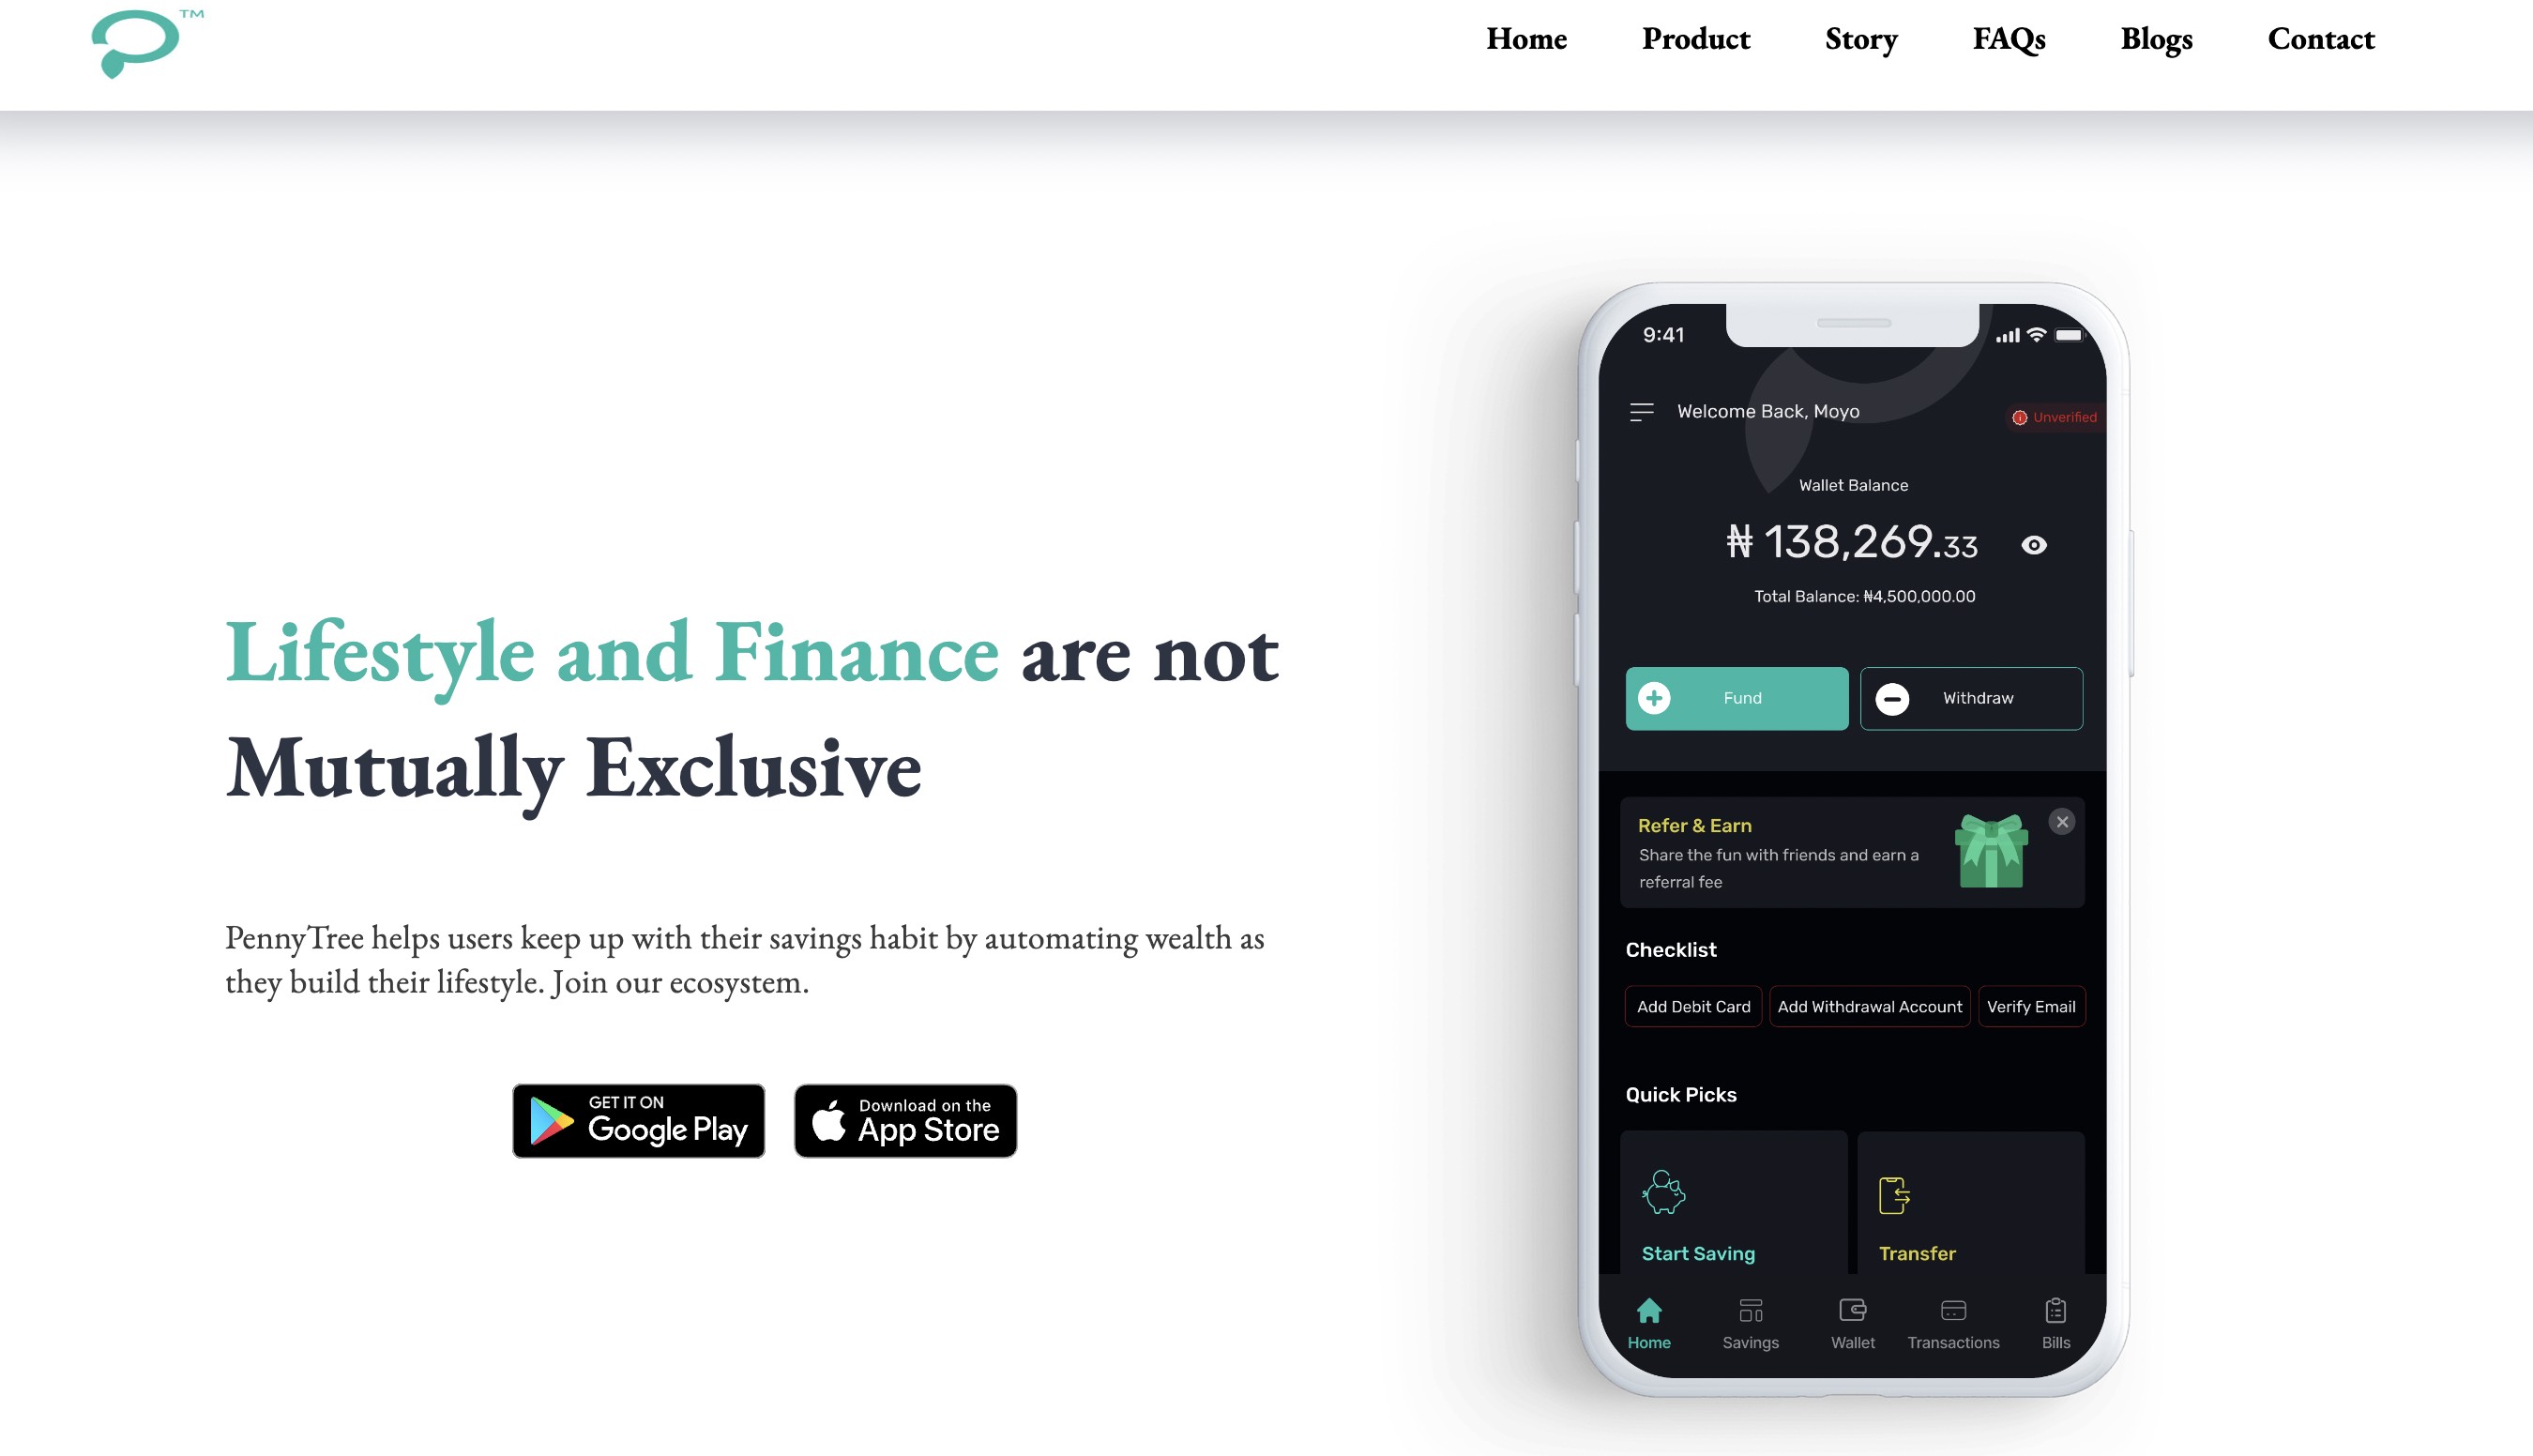 TM
Home Product Story FAQs Blogs Contact
Lifestyle and Finance are not
Mutually Exclusive
PennyTree helps users keep up with their savings habit by automating wealth as
they build their lifestyle. Join our ecosystem.
GET IT ON
Google Play
Download on the
App Store
9:41
Welcome Back, Moyo
Unverified
Wallet Balance
₦ 138,269.33
Total Balance: ₦4,500,000.00
Fund Withdraw
Refer & Earn
Share the fun with friends and earn a
referral fee
Checklist
Add Debit Card Add Withdrawal Account Verify Email
Quick Picks
Start Saving Transfer
Home Savings Wallet Transactions Bills